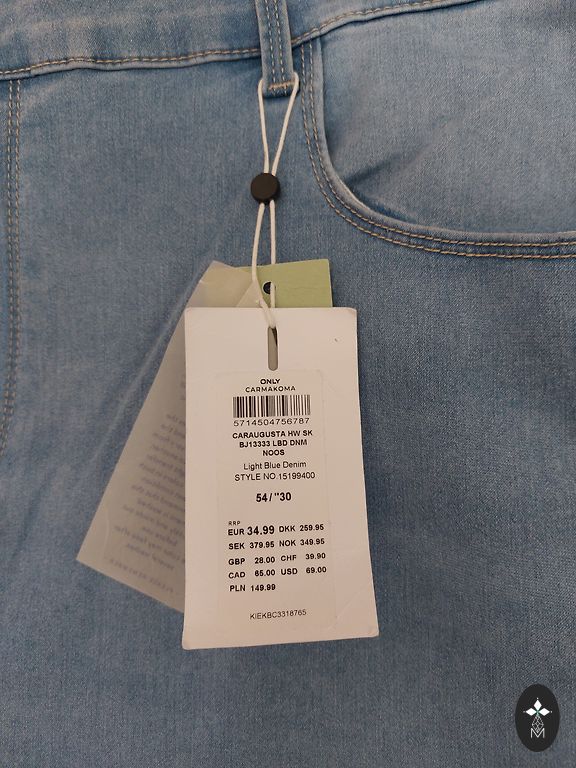 ONLY
CARMAKOMA
5714504756787
CARAUGUSTA HW SK
BJ13333 LBD DNM
NOOS
Light Blue Denim
STYLE NO.15199400
54/"30
RRP
EUR 34.99 DKK 259.95
SEK 379.95 NOK 349.95
GBP 28.00 CHF 39.90
CAD 65.00 USD 69.00
PLN 149.99
KIEKBC3318765
M